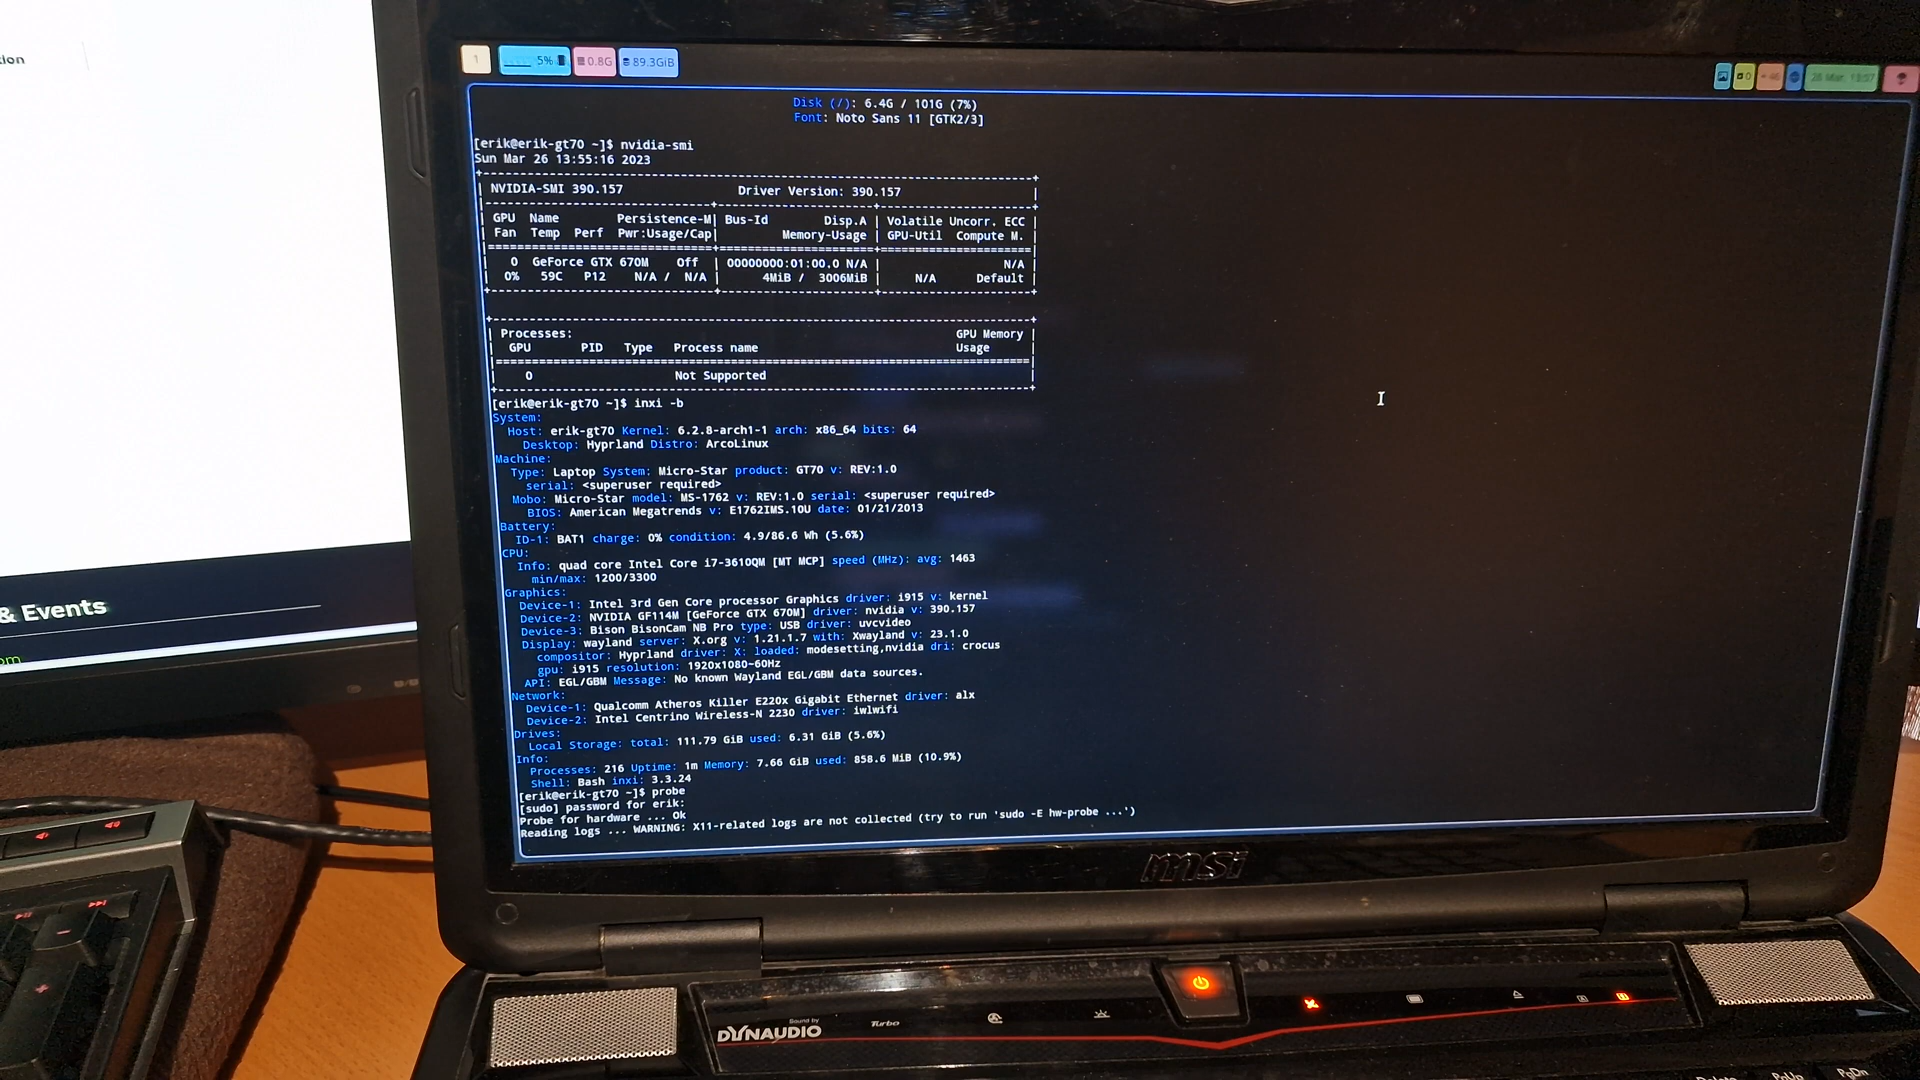 tion
& Events
om
1
5%
0.8G
89.3GiB
0
Disk (/): 6.4G / 101G (7%)
Font: Noto Sans 11 [GTK2/3]
[erik@erik-gt70 ~]$ nvidia-smi
Sun Mar 26 13:55:16 2023
NVIDIA-SMI 390.157 Driver Version: 390.157
GPU Name Persistence-M| Bus-Id Disp.A | Volatile Uncorr. ECC
Fan Temp Perf Pwr:Usage/Cap| Memory-Usage | GPU-Util Compute M.
0 GeForce GTX 670M Off | 00000000:01:00.0 N/A | N/A
0% 59C P12 N/A / N/A | 4MiB / 3006MiB | N/A Default
Processes: GPU Memory
GPU PID Type Process name Usage
0 Not Supported
[erik@erik-gt70 ~]$ inxi -b
System:
Host: erik-gt70 Kernel: 6.2.8-arch1-1 arch: x86_64 bits: 64
Desktop: Hyprland Distro: ArcoLinux
Machine:
Type: Laptop System: Micro-Star product: GT70 v: REV:1.0
serial: <superuser required>
Mobo: Micro-Star model: MS-1762 v: REV:1.0 serial: <superuser required>
BIOS: American Megatrends v: E1762IMS.10U date: 01/21/2013
Battery:
ID-1: BAT1 charge: 0% condition: 4.9/86.6 Wh (5.6%)
CPU:
Info: quad core Intel Core i7-3610QM [MT MCP] speed (MHz): avg: 1463
min/max: 1200/3300
Graphics:
Device-1: Intel 3rd Gen Core processor Graphics driver: i915 v: kernel
Device-2: NVIDIA GF114M [GeForce GTX 670M] driver: nvidia v: 390.157
Device-3: Bison BisonCam NB Pro type: USB driver: uvcvideo
Display: wayland server: X.org v: 1.21.1.7 with: Xwayland v: 23.1.0
compositor: Hyprland driver: X: loaded: modesetting,nvidia dri: crocus
gpu: i915 resolution: 1920x1080~60Hz
API: EGL/GBM Message: No known Wayland EGL/GBM data sources.
Network:
Device-1: Qualcomm Atheros Killer E220x Gigabit Ethernet driver: alx
Device-2: Intel Centrino Wireless-N 2230 driver: iwlwifi
Drives:
Local Storage: total: 111.79 GiB used: 6.31 GiB (5.6%)
Info:
Processes: 216 Uptime: 1m Memory: 7.66 GiB used: 858.6 MiB (10.9%)
Shell: Bash inxi: 3.3.24
[erik@erik-gt70 ~]$ probe
[sudo] password for erik:
Probe for hardware ... Ok
Reading logs ... WARNING: X11-related logs are not collected (try to run 'sudo -E hw-probe ...')
msi
Sound by
DYNAUDIO
Turbo
Delete PgUp PgDn